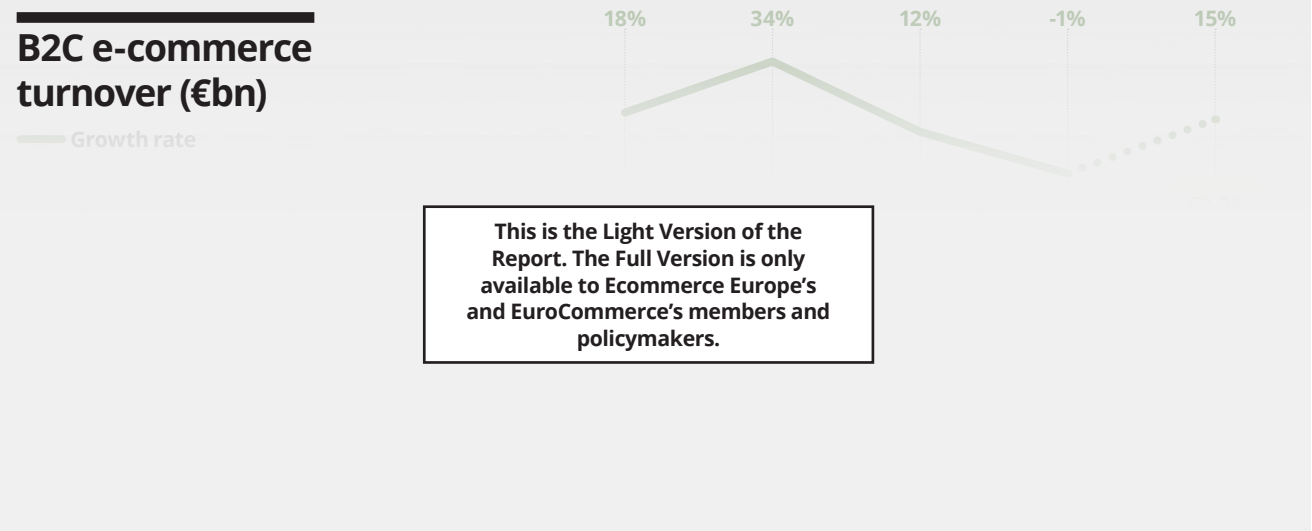 B2C e-commerce
turnover (€bn)
Growth rate
18% 34% 12% -1% 15%
This is the Light Version of the
Report. The Full Version is only
available to Ecommerce Europe’s
and EuroCommerce’s members and
policymakers.